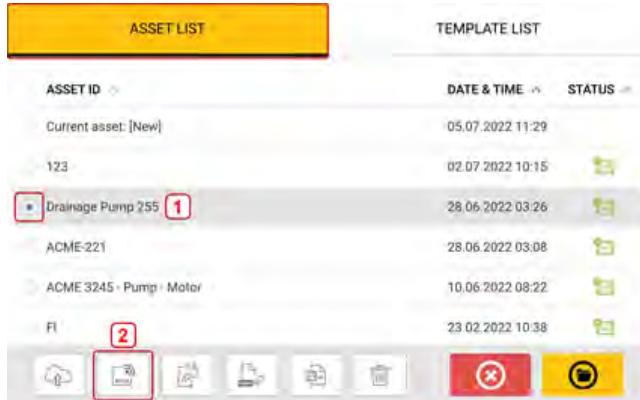 ASSET LIST TEMPLATE LIST
ASSET ID DATE & TIME STATUS
Current asset: [New] 05.07.2022 11:29
123 02.07.2022 10:15
Drainage Pump 255 1 28.06.2022 03:26
ACME-221 28.06.2022 03:08
ACME 3245 - Pump - Motor 10.06.2022 08:22
FI 23.02.2022 10:38
2